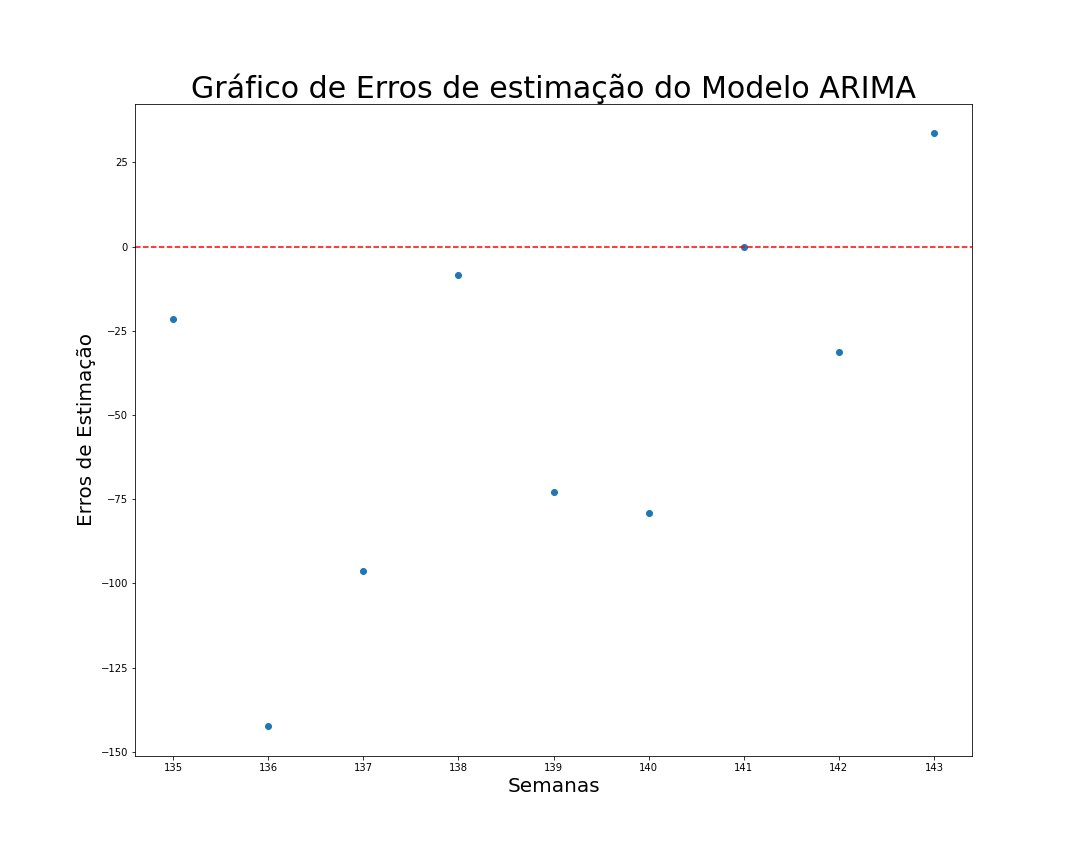 Gráfico de Erros de estimação do Modelo ARIMA
Erros de Estimação
25
0
−25
−50
−75
−100
−125
−150
135 136 137 138 139 140 141 142 143
Semanas